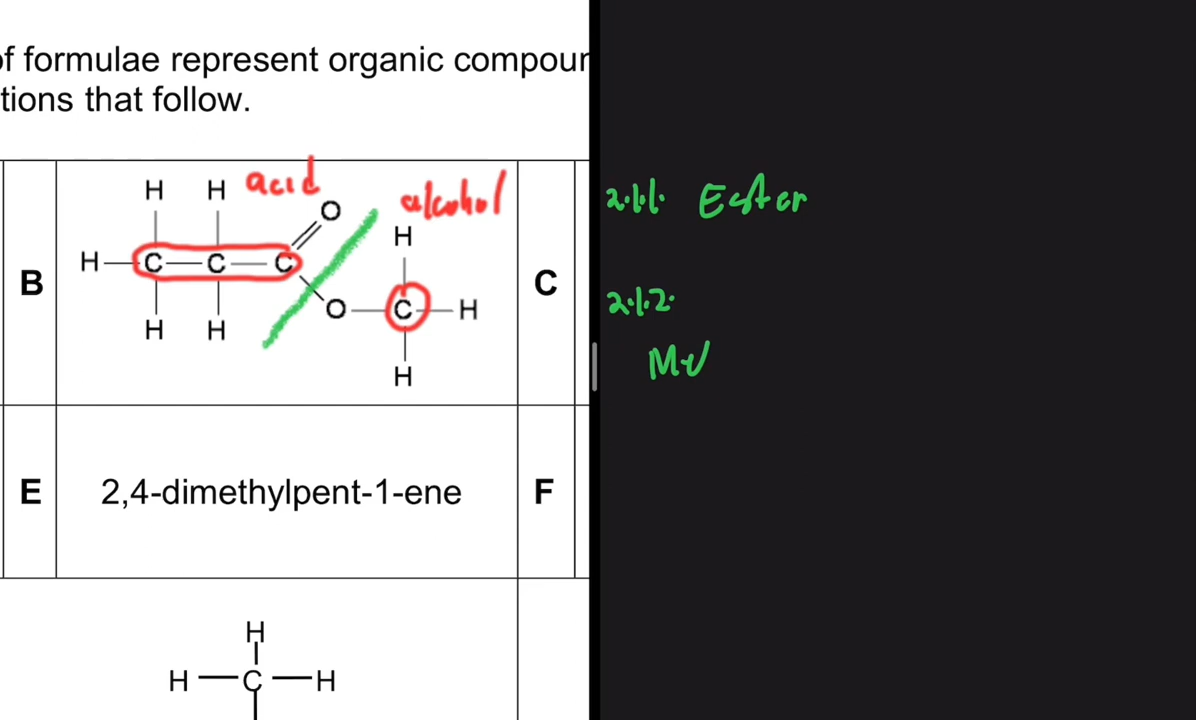 of formulae represent organic compour
tions that follow.
acid
alcohol
H H O H
B H C C C O C H C
H H H
E 2,4-dimethylpent-1-ene F
H
H C H
2.1.1. Ester
2.1.2.